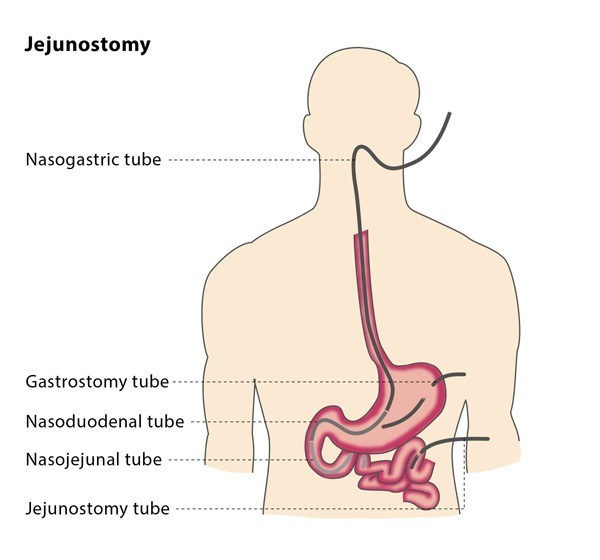 Jejunostomy
Nasogastric tube
Gastrostomy tube
Nasoduodenal tube
Nasojejunal tube
Jejunostomy tube